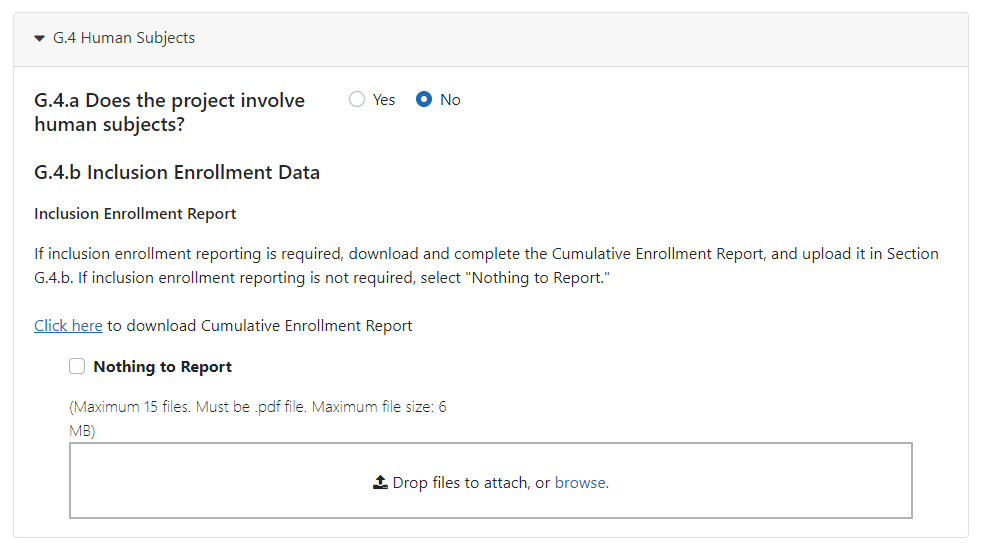 G.4 Human Subjects
G.4.a Does the project involve Yes No
human subjects?
G.4.b Inclusion Enrollment Data
Inclusion Enrollment Report
If inclusion enrollment reporting is required, download and complete the Cumulative Enrollment Report, and upload it in Section
G.4.b. If inclusion enrollment reporting is not required, select "Nothing to Report."
Click here to download Cumulative Enrollment Report
Nothing to Report
(Maximum 15 files. Must be .pdf file. Maximum file size: 6
MB)
Drop files to attach, or browse.